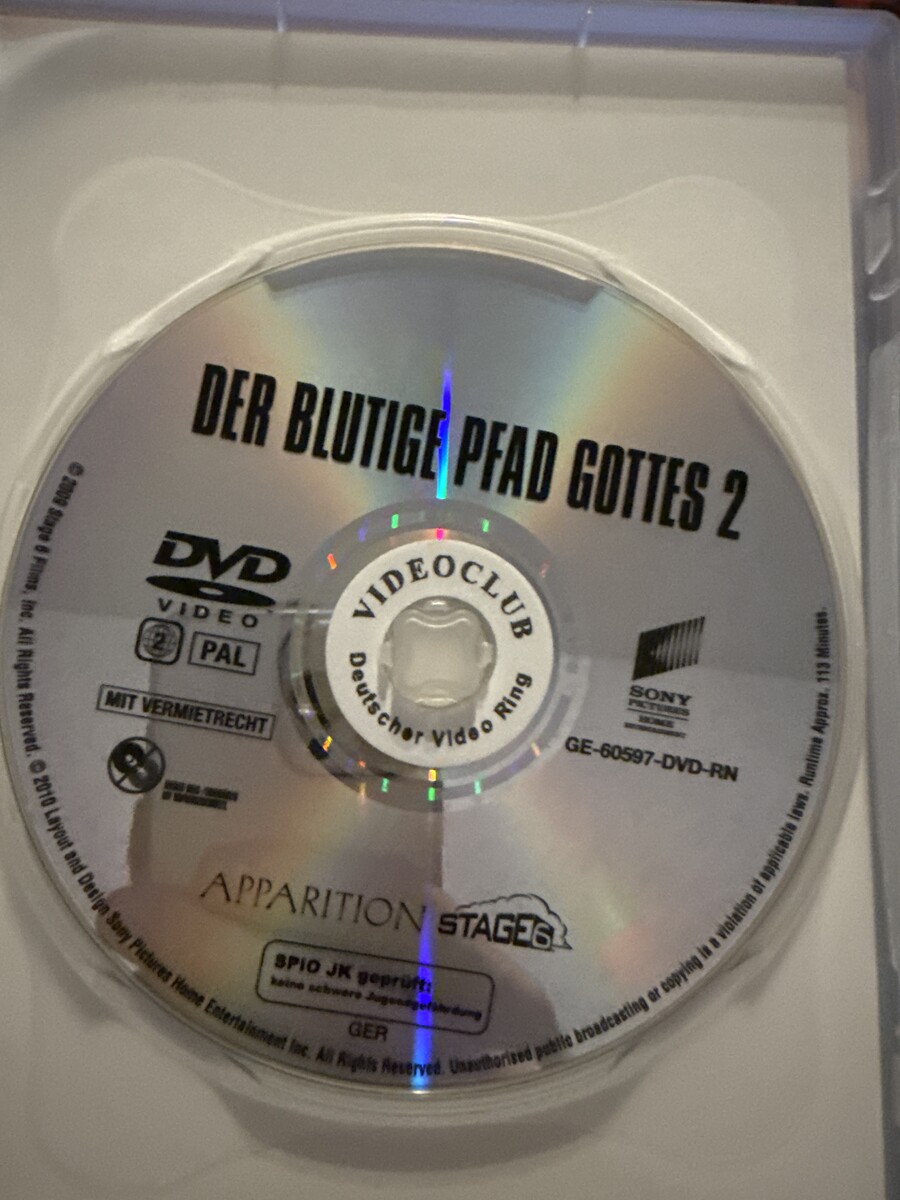 DER BLUTIGE PFAD GOTTES 2
DVD
VIDEO
2
PAL
MIT VERMIETRECHT
VIDEOCLUB
Deutscher Video Ring
SONY
PICTURES
HOME
ENTERTAINMENT
GE-60597-DVD-RN
APPARITION
STAGE6
SPIO JK geprüft:
keine schwere Jugendgefährdung
GER
© 2009 Stage 6 Films, Inc. All Rights Reserved. © 2010 Layout and Design Sony Pictures Home Entertainment Inc. All Rights Reserved. Unauthorised public broadcasting or copying is a violation of applicable laws. Runtime Approx. 113 Minutes.